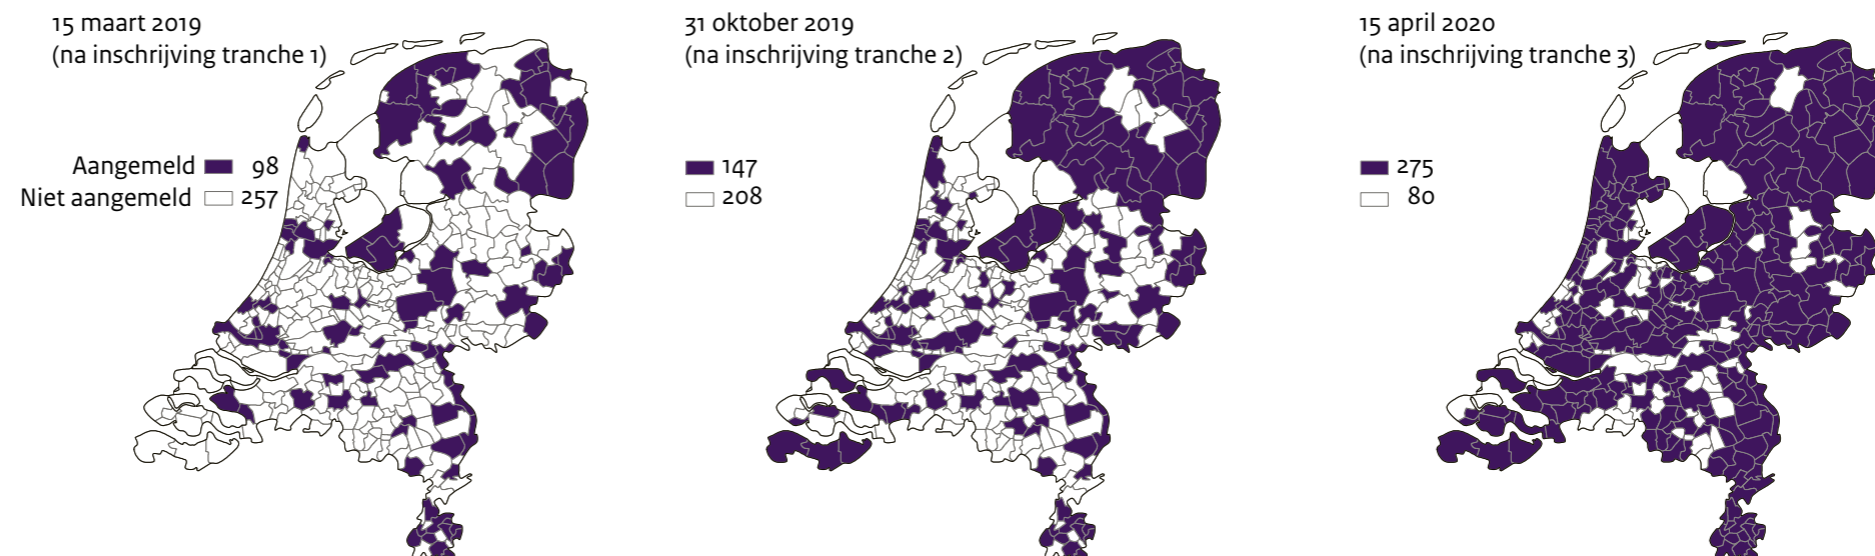 15 maart 2019
(na inschrijving tranche 1)
Aangemeld 98
Niet aangemeld 257
31 oktober 2019
(na inschrijving tranche 2)
147
208
15 april 2020
(na inschrijving tranche 3)
275
80